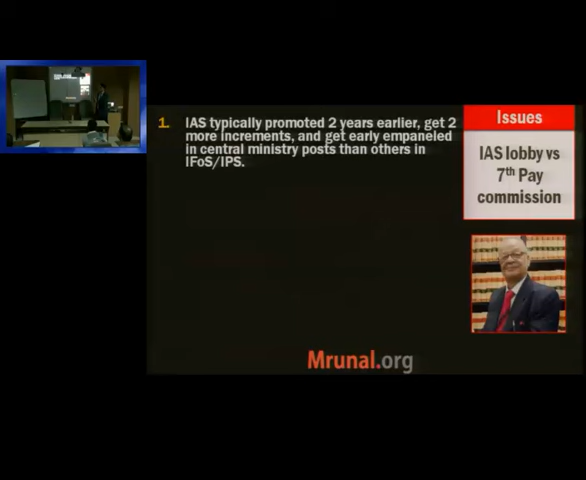 1. IAS typically promoted 2 years earlier, get 2
more increments, and get early empaneled
in central ministry posts than others in
IFoS/IPS.
Issues
IAS lobby vs
7th Pay
commission
Mrunal.org